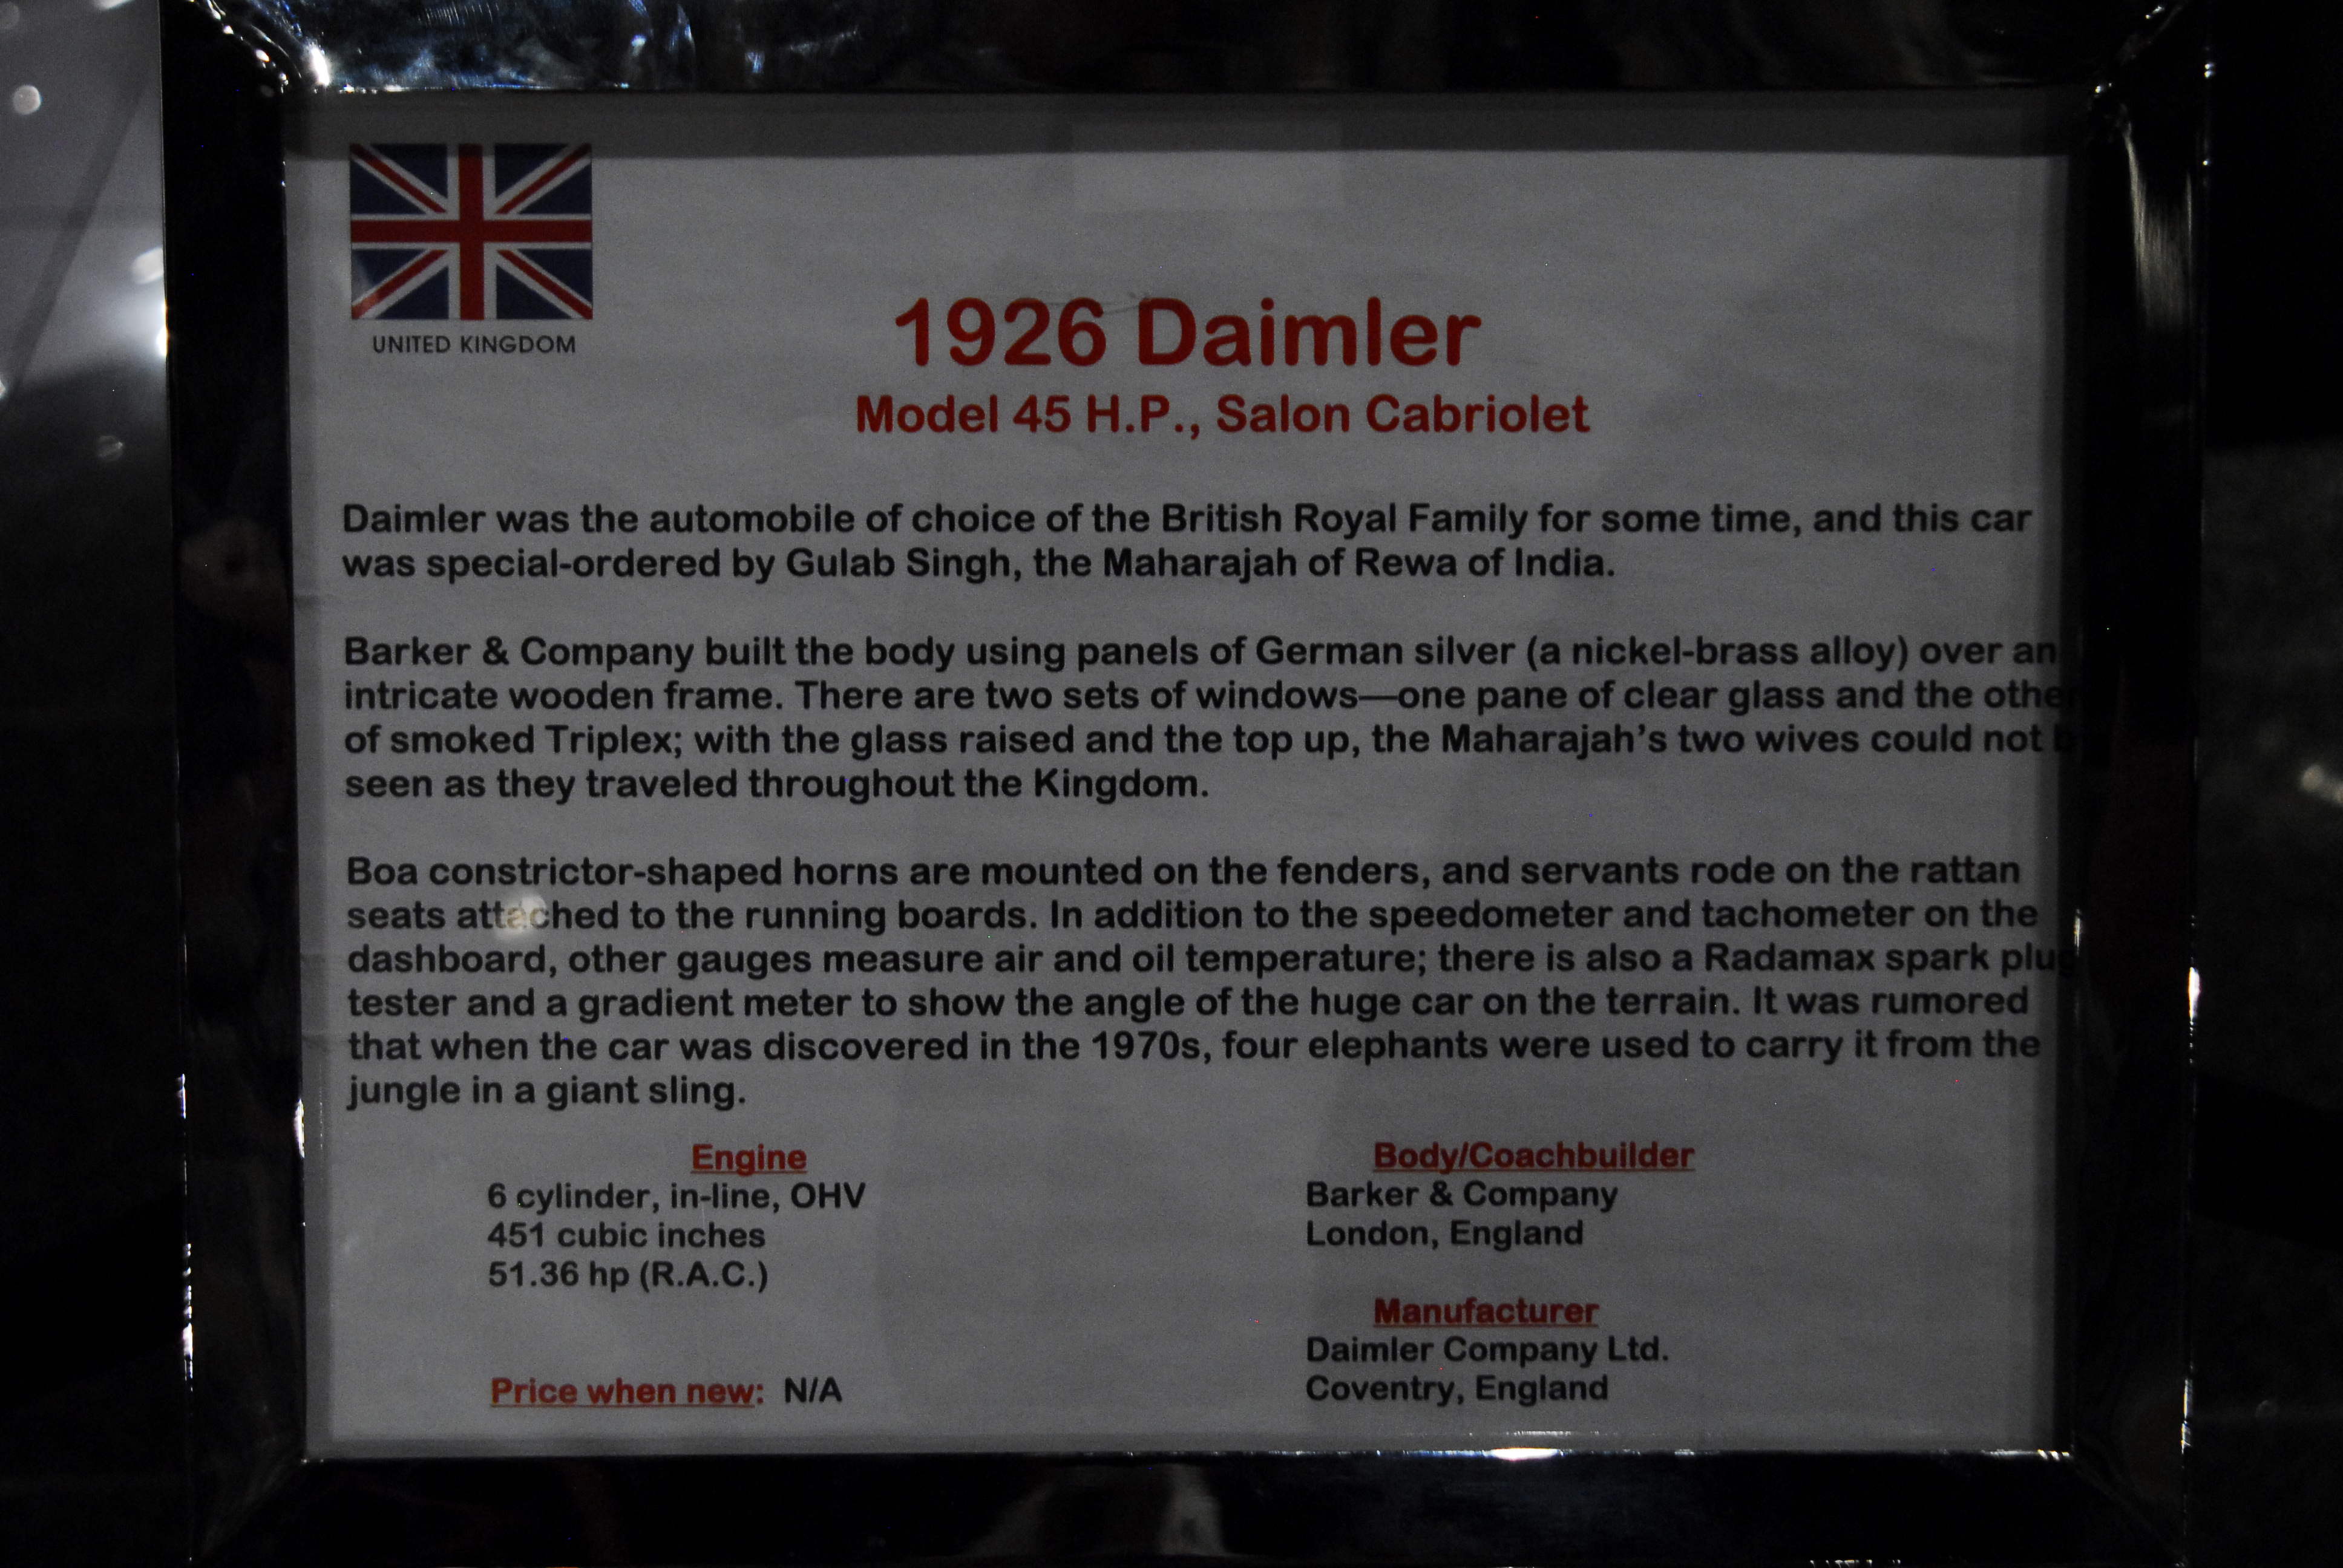 UNITED KINGDOM
1926 Daimler
Model 45 H.P., Salon Cabriolet
Daimler was the automobile of choice of the British Royal Family for some time, and this car
was special-ordered by Gulab Singh, the Maharajah of Rewa of India.
Barker & Company built the body using panels of German silver (a nickel-brass alloy) over an
intricate wooden frame. There are two sets of windows—one pane of clear glass and the other
of smoked Triplex; with the glass raised and the top up, the Maharajah's two wives could not b
seen as they traveled throughout the Kingdom.
Boa constrictor-shaped horns are mounted on the fenders, and servants rode on the rattan
seats attached to the running boards. In addition to the speedometer and tachometer on the
dashboard, other gauges measure air and oil temperature; there is also a Radamax spark plug
tester and a gradient meter to show the angle of the huge car on the terrain. It was rumored
that when the car was discovered in the 1970s, four elephants were used to carry it from the
jungle in a giant sling.
Engine
6 cylinder, in-line, OHV
451 cubic inches
51.36 hp (R.A.C.)
Price when new: N/A
Body/Coachbuilder
Barker & Company
London, England
Manufacturer
Daimler Company Ltd.
Coventry, England